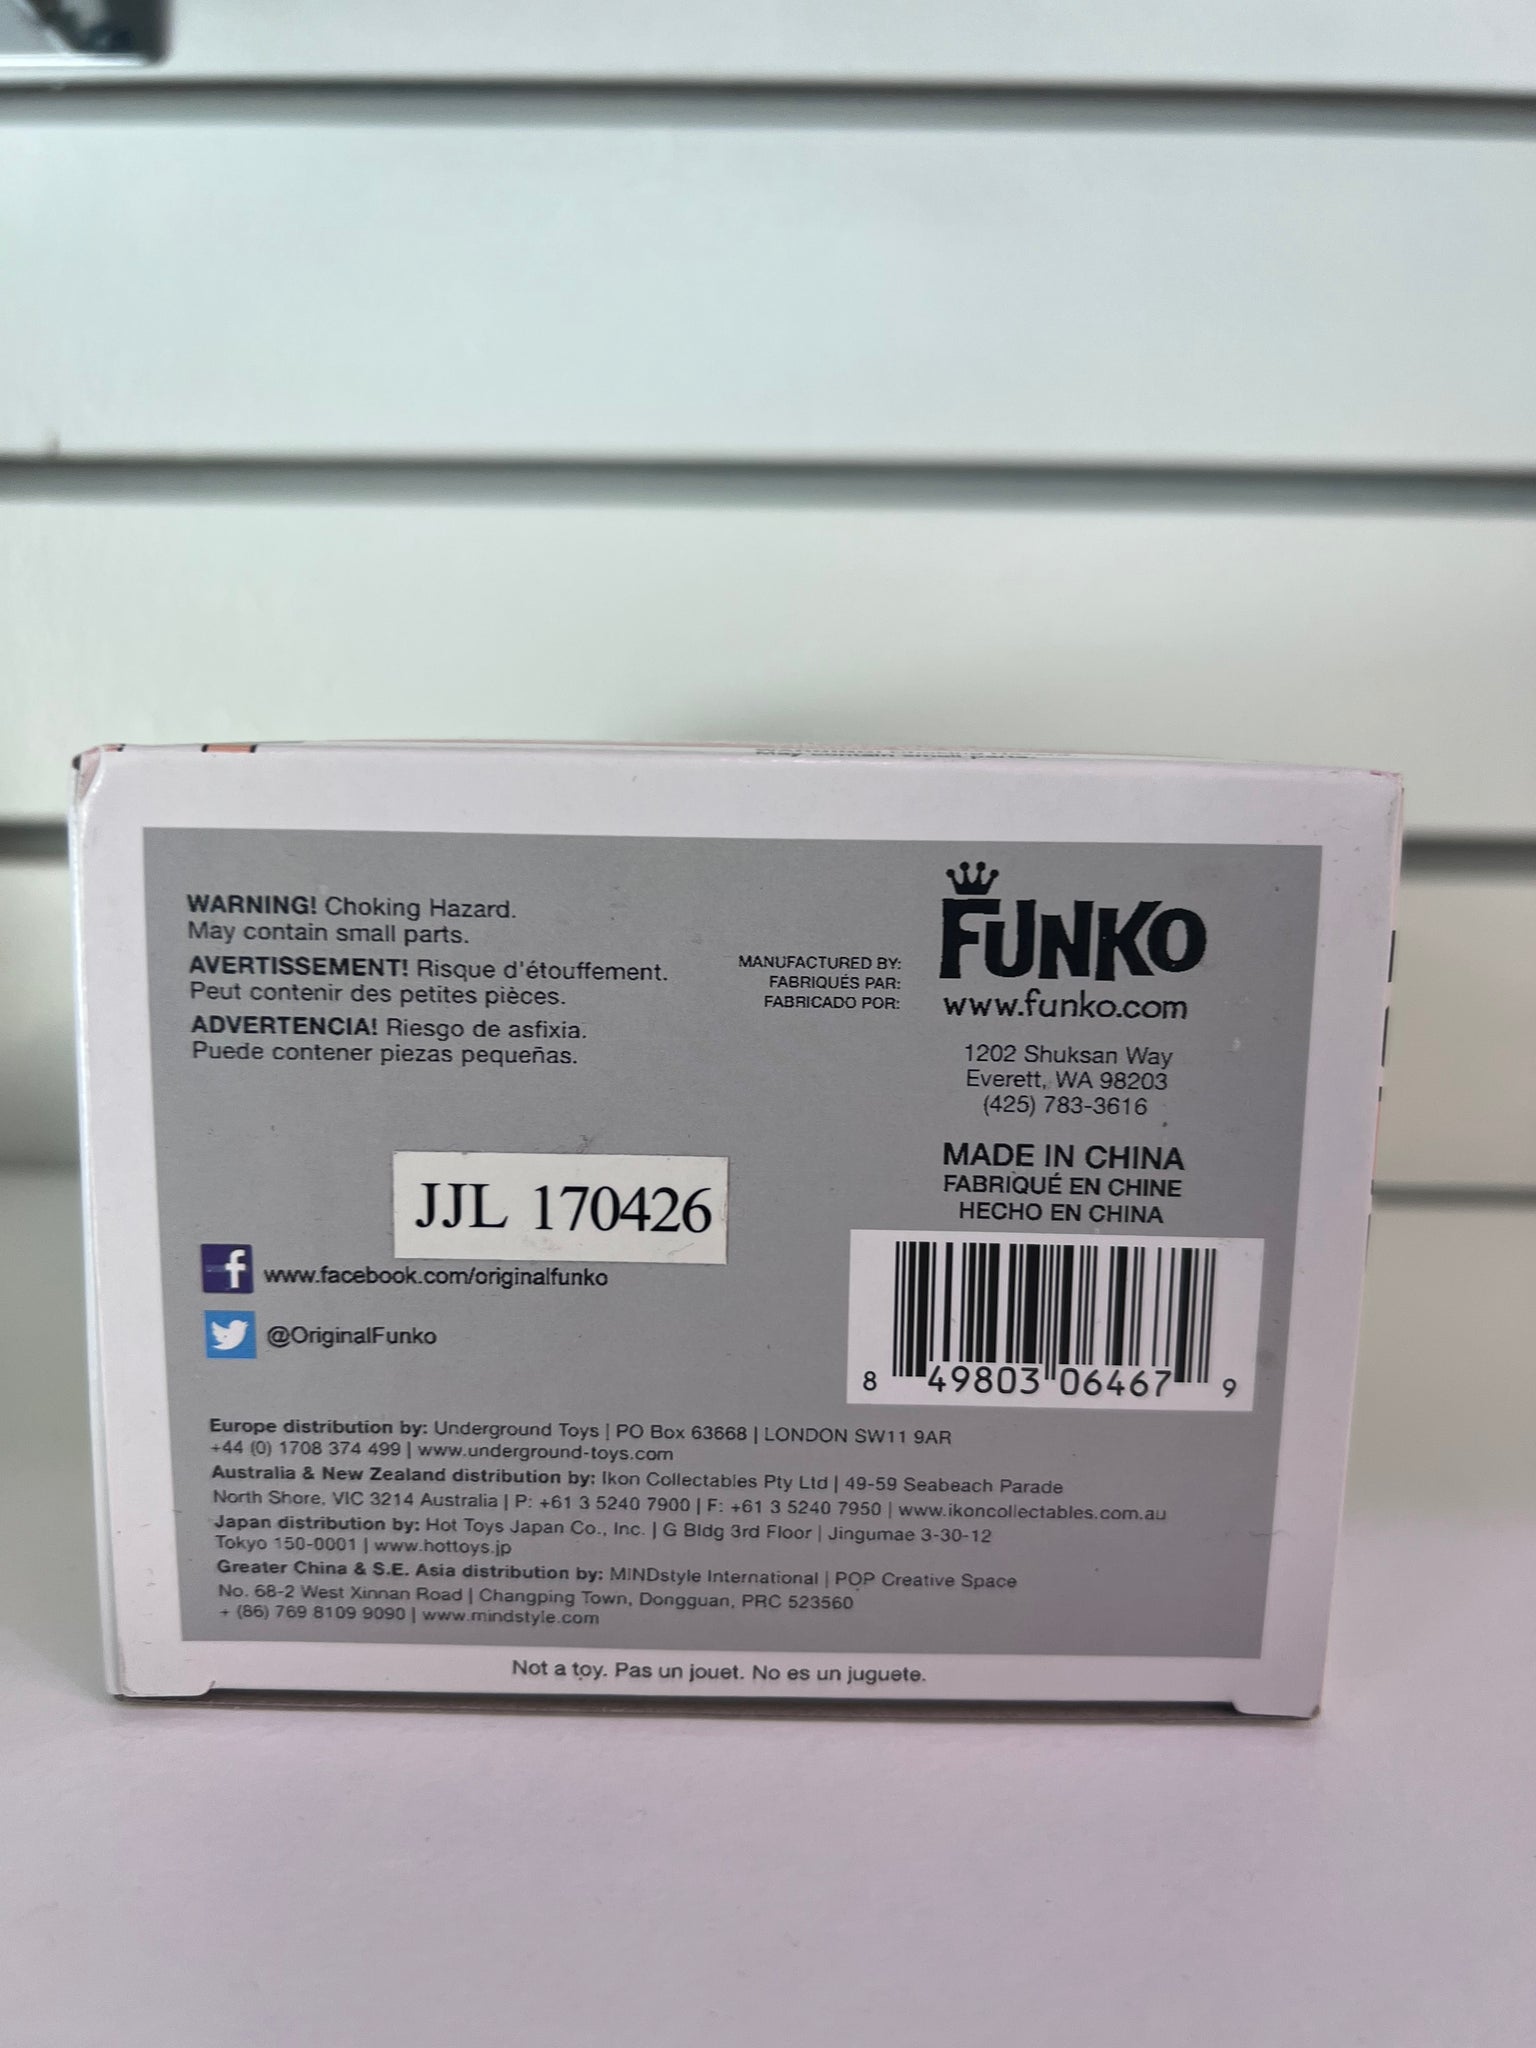 WARNING! Choking Hazard.
May contain small parts.
AVERTISSEMENT! Risque d'étouffement.
Peut contenir des petites pièces.
ADVERTENCIA! Riesgo de asfixia.
Puede contener piezas pequeñas.
MANUFACTURED BY:
FABRIQUÉS PAR:
FABRICADO POR:
FUNKO
www.funko.com
1202 Shuksan Way
Everett, WA 98203
(425) 783-3616
MADE IN CHINA
FABRIQUÉ EN CHINE
HECHO EN CHINA
JJL 170426
f www.facebook.com/originalfunko
@OriginalFunko
8 49803 06467 9
Europe distribution by: Underground Toys | PO Box 63668 | LONDON SW11 9AR
+44 (0) 1708 374 499 | www.underground-toys.com
Australia & New Zealand distribution by: Ikon Collectables Pty Ltd | 49-59 Seabeach Parade
North Shore, VIC 3214 Australia | P: +61 3 5240 7900 | F: +61 3 5240 7950 | www.ikoncollectables.com.au
Japan distribution by: Hot Toys Japan Co., Inc. | G Bldg 3rd Floor | Jingumae 3-30-12
Tokyo 150-0001 | www.hottoys.jp
Greater China & S.E. Asia distribution by: MINDstyle International | POP Creative Space
No. 68-2 West Xinnan Road | Changping Town, Dongguan, PRC 523560
+ (86) 769 8109 9090 | www.mindstyle.com
Not a toy. Pas un jouet. No es un juguete.